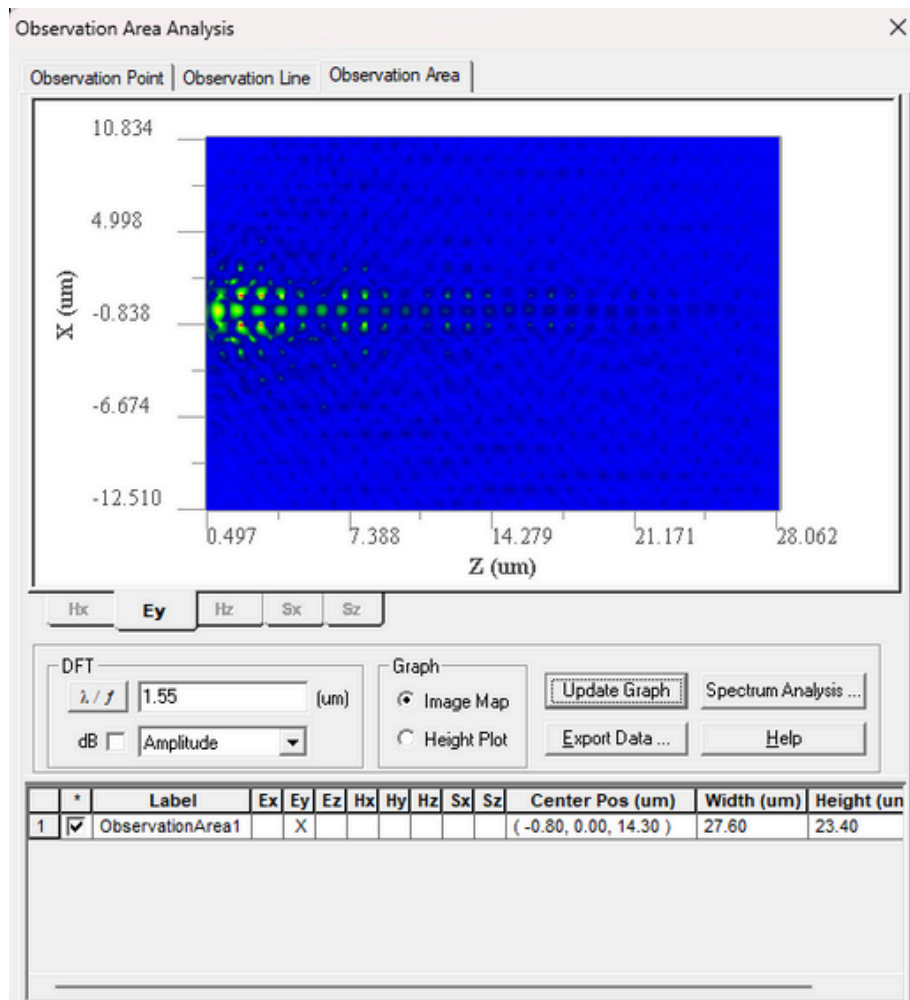 Observation Area Analysis
Observation Point Observation Line Observation Area
10.834
4.998
-0.838
-6.674
-12.510
X (um)
0.497 7.388 14.279 21.171 28.062
Z (um)
Hx Ey Hz Sx Sz
DFT
λ / f 1.55 (um)
dB Amplitude
Graph
Image Map
Height Plot
Update Graph Spectrum Analysis ...
Export Data ... Help
* Label Ex Ey Ez Hx Hy Hz Sx Sz Center Pos (um) Width (um) Height (un
1 ObservationArea1 X ( -0.80, 0.00, 14.30 ) 27.60 23.40